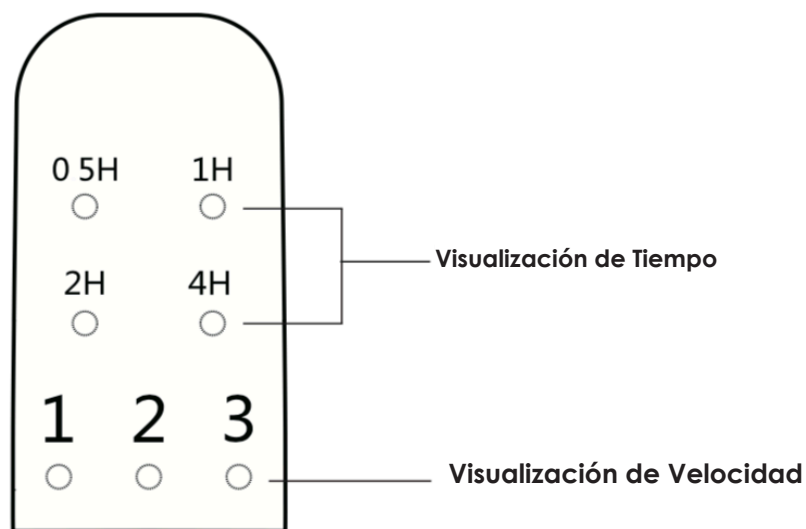 0 5H 1H
Visualización de Tiempo
2H 4H
1 2 3
Visualización de Velocidad